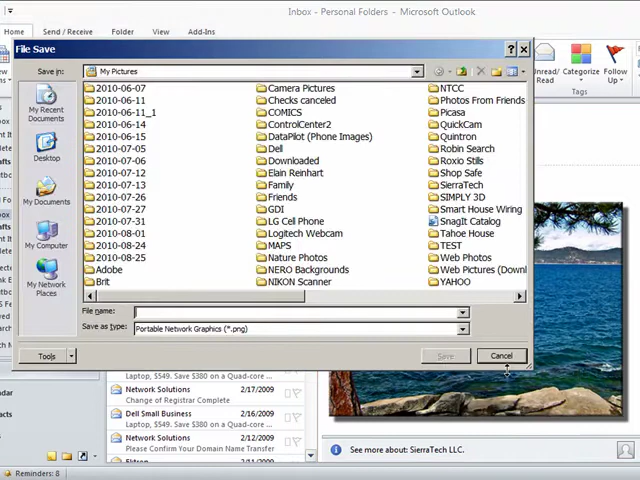 Inbox - Personal Folders - Microsoft Outlook
Home Send / Receive Folder View Add-Ins
File Save
Save in: My Pictures
My Recent Documents
Desktop
My Documents
My Computer
My Network Places
2010-06-07
2010-06-11
2010-06-11_1
2010-06-14
2010-06-15
2010-07-05
2010-07-06
2010-07-12
2010-07-13
2010-07-27
2010-07-31
2010-08-01
2010-08-24
2010-08-25
Adobe
Brit
Camera Pictures
Checks canceled
COMICS
ControlCenter2
DataPilot (Phone Images)
Dell
Downloaded
Elain Reinhart
Family
Friends
GDI
LG Cell Phone
Logitech Webcam
MAPS
Nature Photos
NERO Backgrounds
NIKON Scanner
NTCC
Photos From Friends
Picasa
QuickCam
Quintron
Robin Search
Roxio Stills
Shop Safe
SierraTech
SIMPLY 3D
Smart House Wiring
SnagIt Catalog
Tahoe House
TEST
Web Photos
Web Pictures (Downl
YAHOO
File name:
Save as type: Portable Network Graphics (*.png)
Tools Save Cancel
Unread/ Read
Categorize
Follow Up
Tags
Laptop, $549. Save $380 on a Quad-core
Network Solutions 2/17/2009
Change of Registrar Complete
Dell Small Business 2/14/2009
Laptop, $549. Save $380 on a Quad-core
Network Solutions 2/12/2009
Please Confirm Your Domain Name Transfer
2/11/2009
See more about: SierraTech LLC.
Reminders: 8